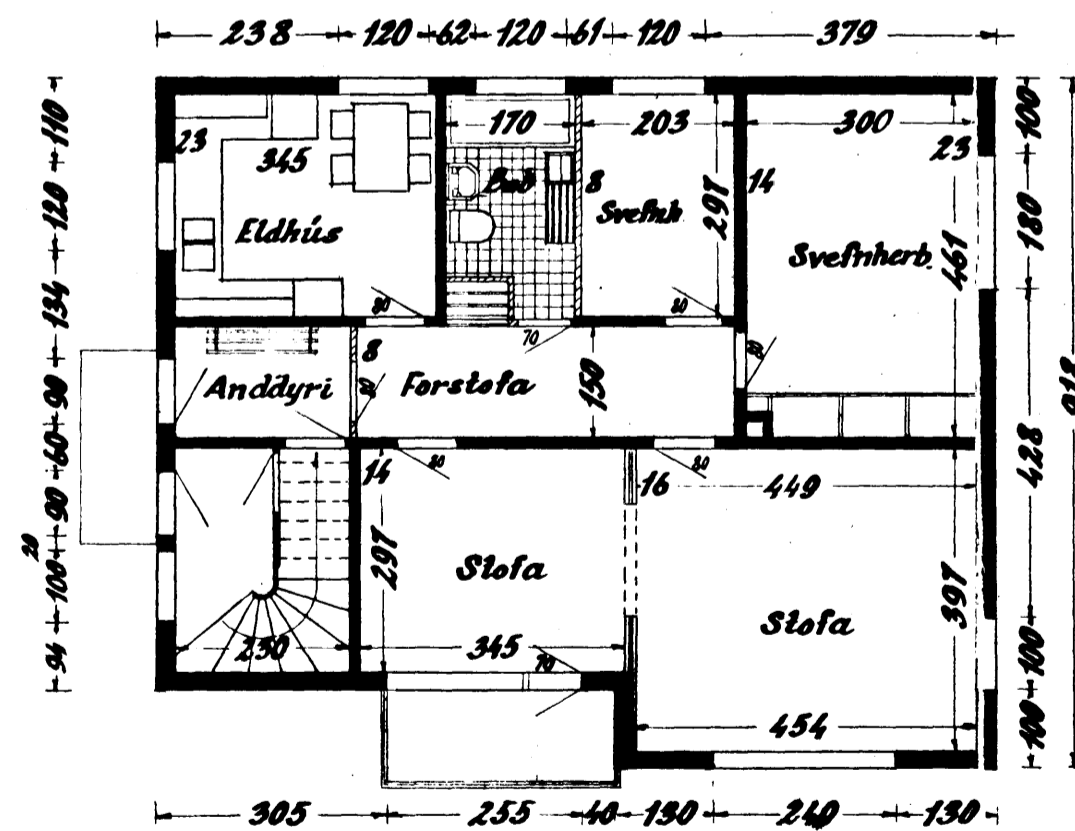 238 120 62 120 61 120 379
110 120 134 90 60 90 20 100 94
23 345
170 203 300 23
Bað 8 14
Eldhús
Svefnh 297
Svefnherb. 461
80 70 80 80
Anddyri 8 80 Forstofa 150
14 80 16 80 449
297 Stofa
Stofa 397
230 345 70
454
100 180 428 100 100
918
305 255 40 130 240 130